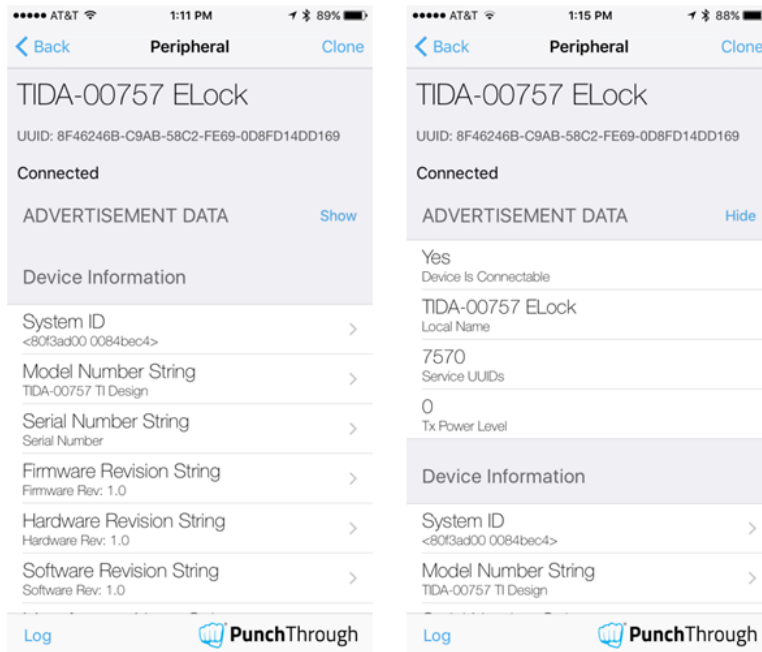 AT&T 1:11 PM 89%
Back Peripheral Clone
TIDA-00757 ELock
UUID: 8F46246B-C9AB-58C2-FE69-0D8FD14DD169
Connected
ADVERTISEMENT DATA Show
Device Information
System ID
<80f3ad00 0084bec4>
Model Number String
TIDA-00757 TI Design
Serial Number String
Serial Number
Firmware Revision String
Firmware Rev: 1.0
Hardware Revision String
Hardware Rev: 1.0
Software Revision String
Software Rev: 1.0
Log PunchThrough
AT&T 1:15 PM 88%
Back Peripheral Clone
TIDA-00757 ELock
UUID: 8F46246B-C9AB-58C2-FE69-0D8FD14DD169
Connected
ADVERTISEMENT DATA Hide
Yes
Device Is Connectable
TIDA-00757 ELock
Local Name
7570
Service UUIDs
0
Tx Power Level
Device Information
System ID
<80f3ad00 0084bec4>
Model Number String
TIDA-00757 TI Design
Log PunchThrough